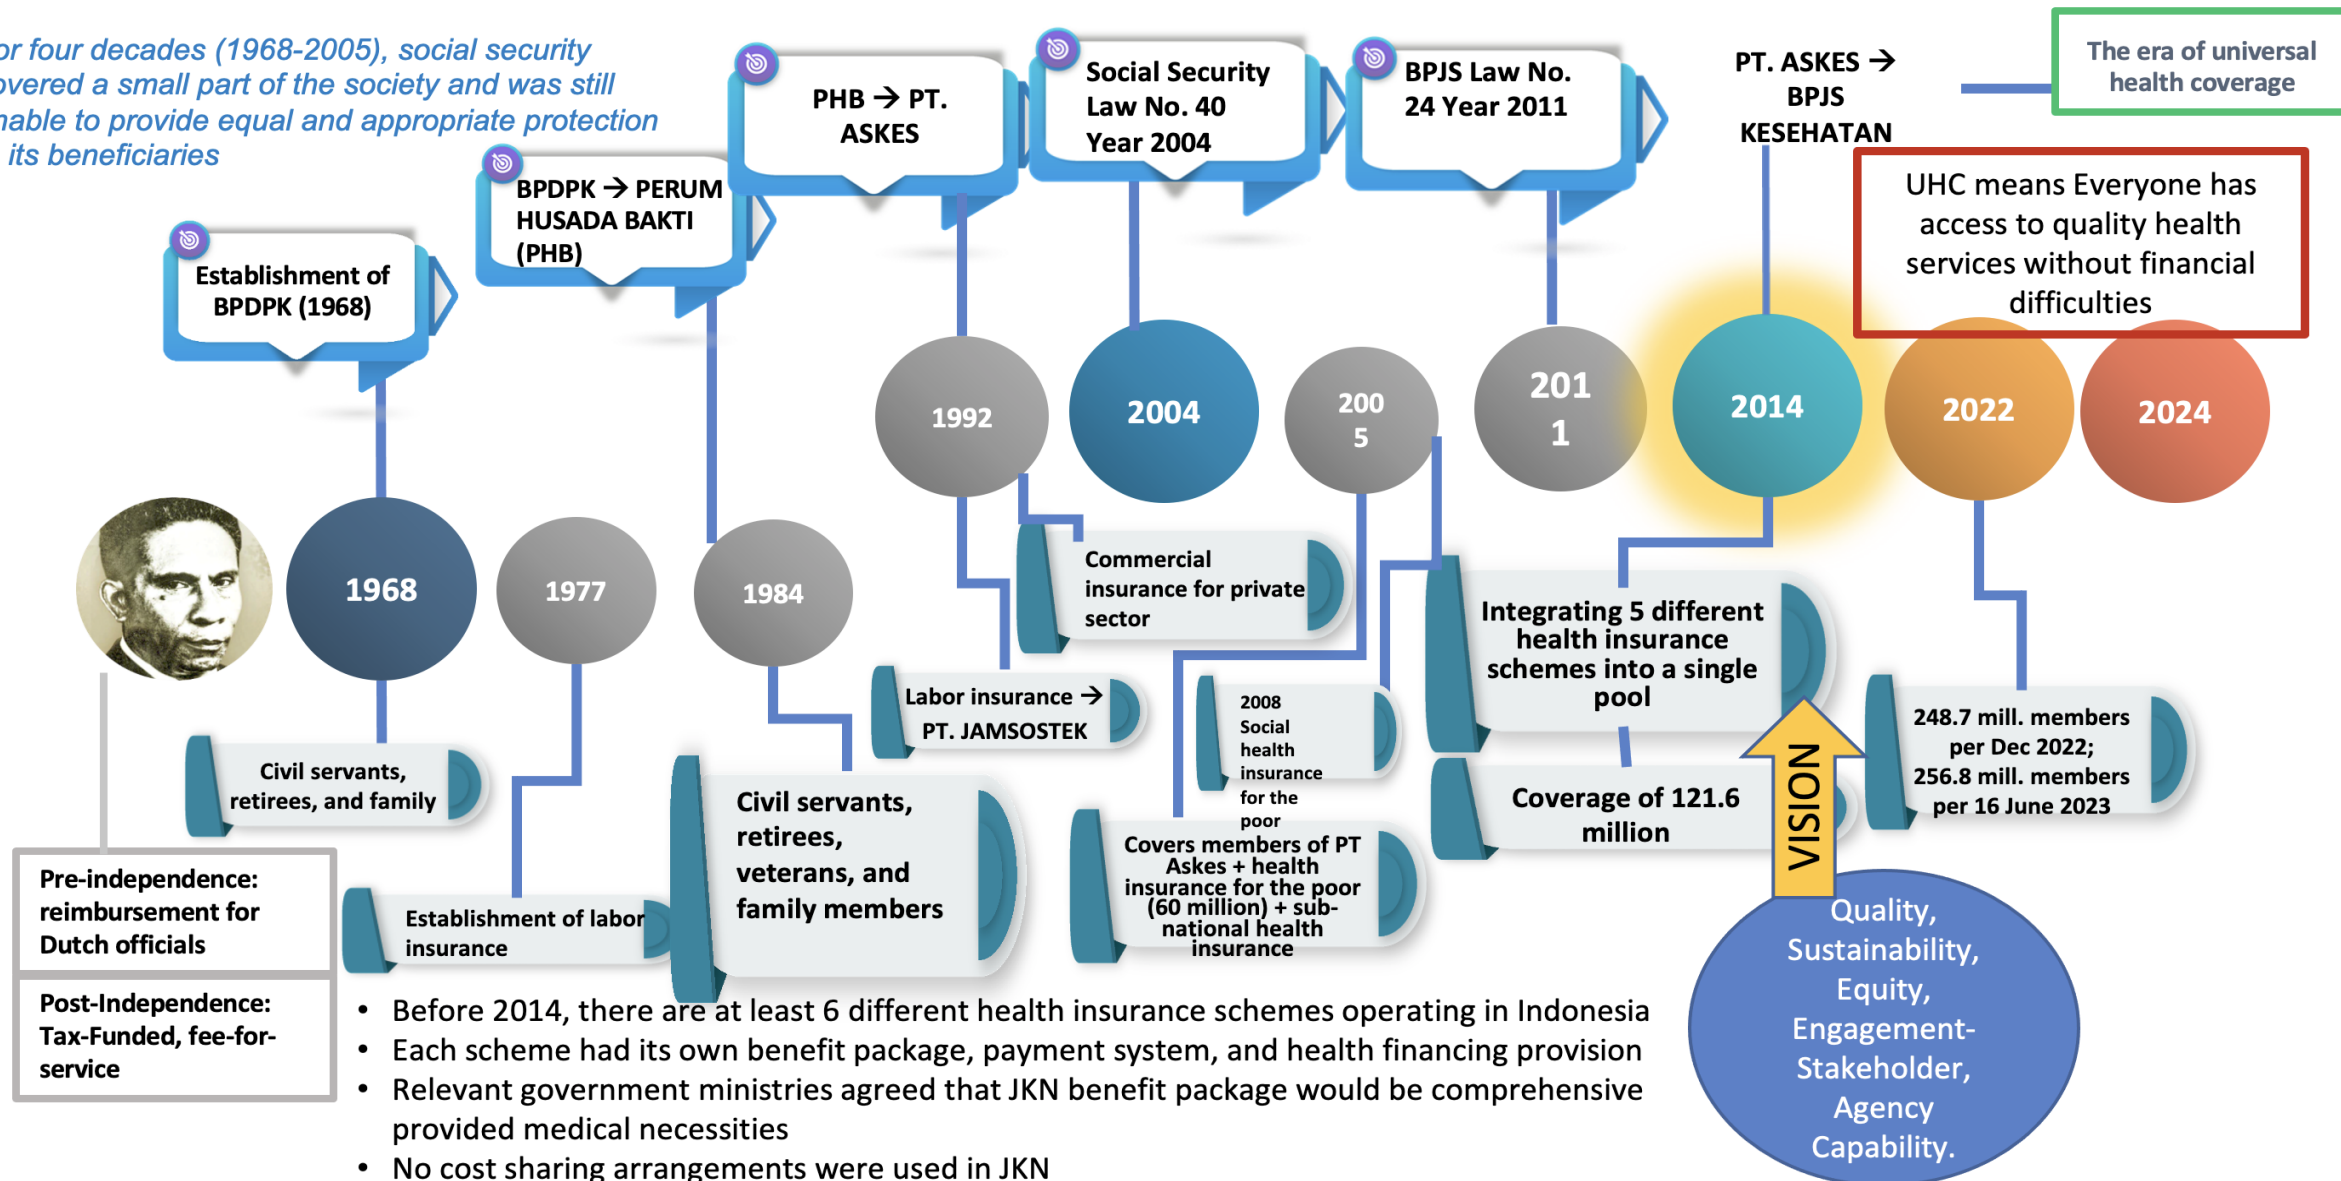 or four decades (1968-2005), social security
overed a small part of the society and was still
nable to provide equal and appropriate protection
its beneficiaries
Establishment of
BPDPK (1968)
BPDPK → PERUM
HUSADA BAKTI
(PHB)
PHB → PT.
ASKES
Social Security
Law No. 40
Year 2004
BPJS Law No.
24 Year 2011
PT. ASKES →
BPJS
KESEHATAN
The era of universal
health coverage
UHC means Everyone has
access to quality health
services without financial
difficulties
1968
1977
1984
1992
2004
200
5
201
1
2014
2022
2024
Pre-independence:
reimbursement for
Dutch officials
Post-Independence:
Tax-Funded, fee-for-
service
Civil servants,
retirees, and family
Establishment of labor
insurance
Civil servants,
retirees,
veterans, and
family members
Labor insurance →
PT. JAMSOSTEK
Commercial
insurance for private
sector
2008
Social
health
insurance
for the
poor
Covers members of PT
Askes + health
insurance for the poor
(60 million) + sub-
national health
insurance
Integrating 5 different
health insurance
schemes into a single
pool
Coverage of 121.6
million
248.7 mill. members
per Dec 2022;
256.8 mill. members
per 16 June 2023
VISION
Quality,
Sustainability,
Equity,
Engagement-
Stakeholder,
Agency
Capability.
• Before 2014, there are at least 6 different health insurance schemes operating in Indonesia
• Each scheme had its own benefit package, payment system, and health financing provision
• Relevant government ministries agreed that JKN benefit package would be comprehensive
provided medical necessities
• No cost sharing arrangements were used in JKN